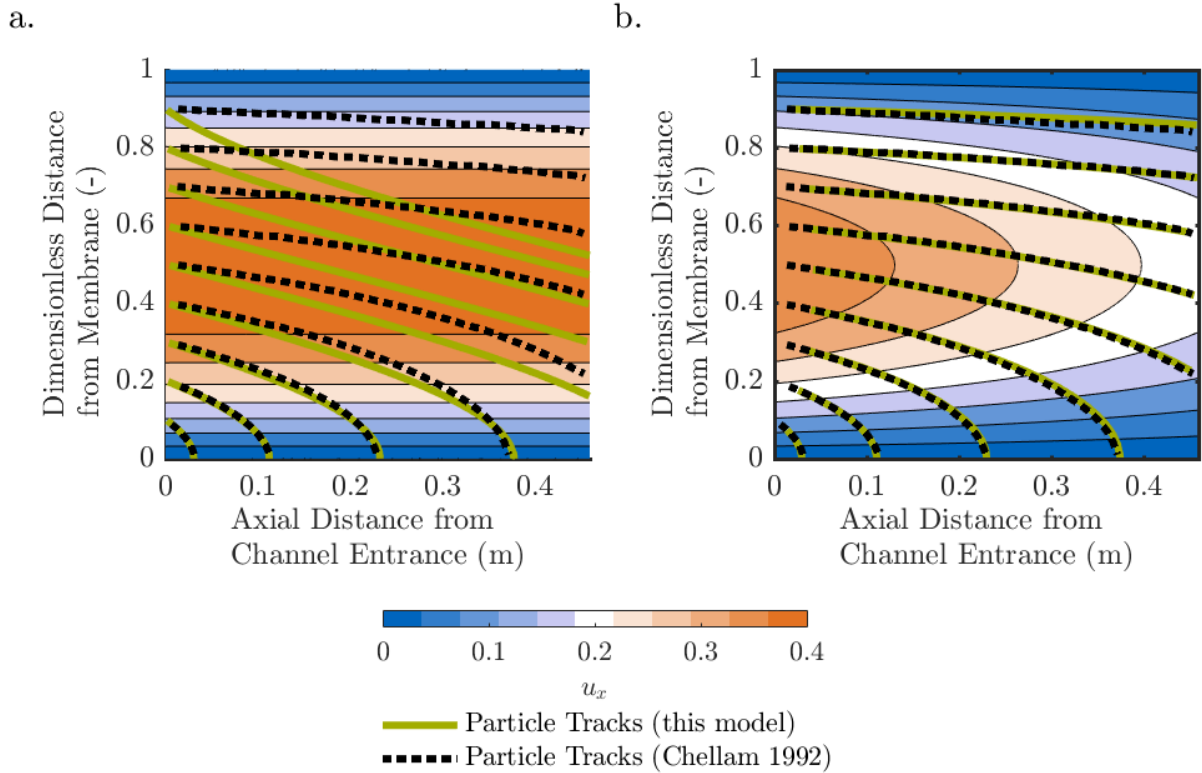 a.
b.
1
0.8
0.6
0.4
0.2
0
Dimensionless Distance
from Membrane (-)
0 0.1 0.2 0.3 0.4
Axial Distance from
Channel Entrance (m)
1
0.8
0.6
0.4
0.2
0
Dimensionless Distance
from Membrane (-)
0 0.1 0.2 0.3 0.4
Axial Distance from
Channel Entrance (m)
0 0.1 0.2 0.3 0.4
u_x
Particle Tracks (this model)
Particle Tracks (Chellam 1992)